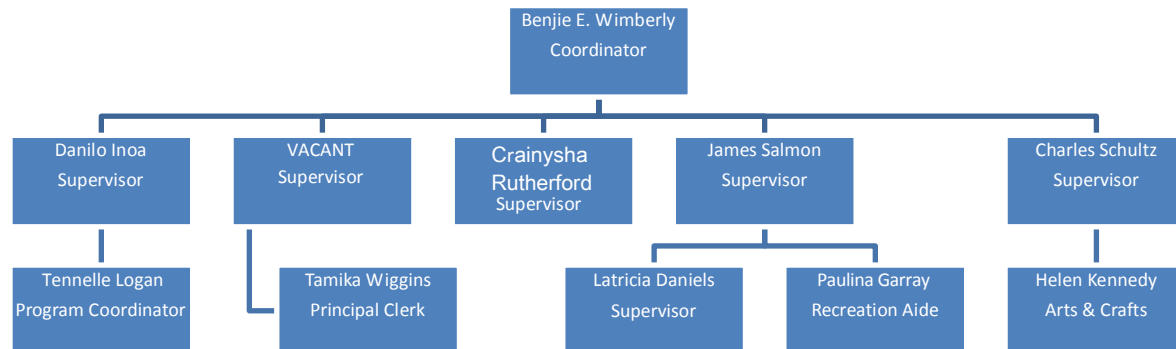 Benjie E. Wimberly
Coordinator
Danilo Inoa
Supervisor
VACANT
Supervisor
Crainysha
Rutherford
Supervisor
James Salmon
Supervisor
Charles Schultz
Supervisor
Tennelle Logan
Program Coordinator
Tamika Wiggins
Principal Clerk
Latricia Daniels
Supervisor
Paulina Garray
Recreation Aide
Helen Kennedy
Arts & Crafts